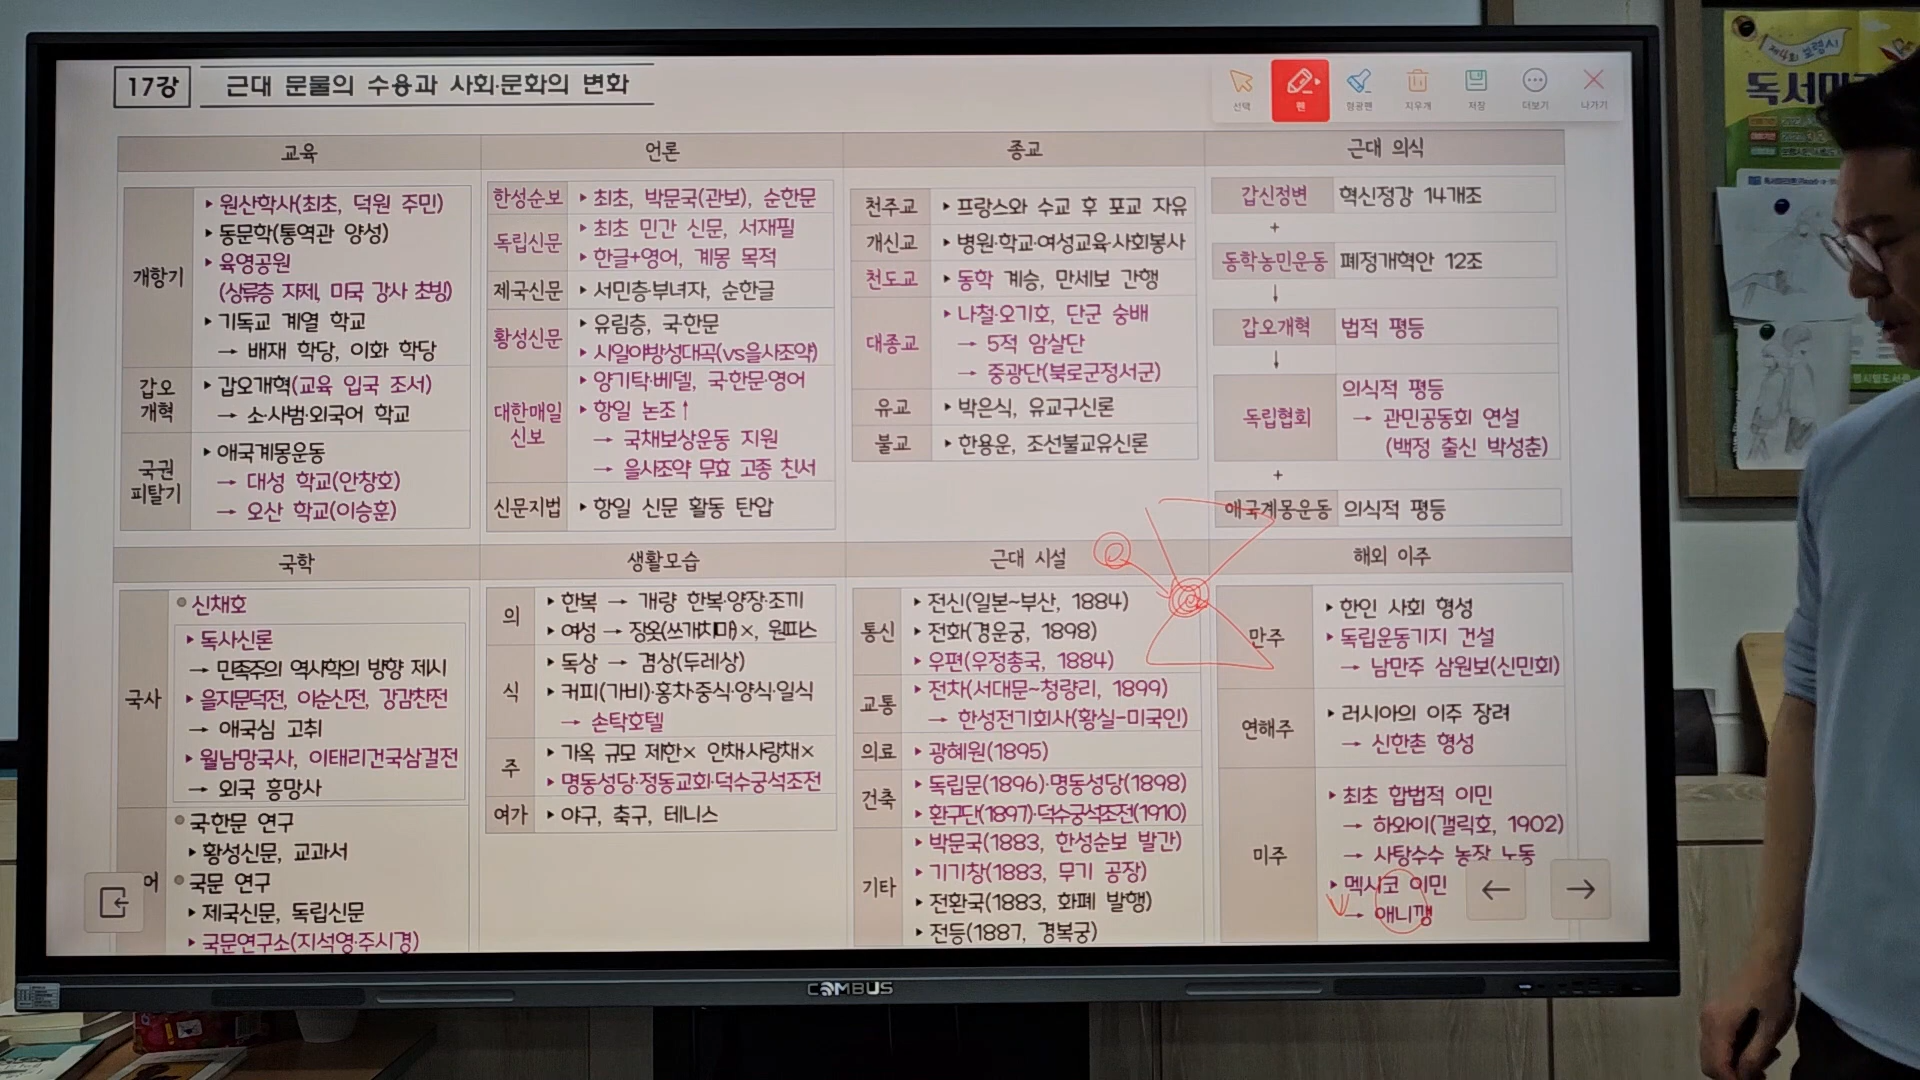 17강
근대 문물의 수용과 사회·문화의 변화
선택
펜
형광펜
지우개
저장
더보기
나가기
교육
개항기
▸ 원산학사(최초, 덕원 주민)
▸ 동문학(통역관 양성)
▸ 육영공원
(상류층 자제, 미국 강사 초빙)
▸ 기독교 계열 학교
→ 배재 학당, 이화 학당
갑오
개혁
▸ 갑오개혁(교육 입국 조서)
→ 소·사범·외국어 학교
국권
피탈기
▸ 애국계몽운동
→ 대성 학교(안창호)
→ 오산 학교(이승훈)
언론
한성순보
▸ 최초, 박문국(관보), 순한문
독립신문
▸ 최초 민간 신문, 서재필
▸ 한글+영어, 계몽 목적
제국신문
▸ 서민층·부녀자, 순한글
황성신문
▸ 유림층, 국·한문
▸ 시일야방성대곡(vs을사조약)
대한매일
신보
▸ 양기탁·베델, 국·한문·영어
▸ 항일 논조↑
→ 국채보상운동 지원
→ 을사조약 무효 고종 친서
신문지법
▸ 항일 신문 활동 탄압
종교
천주교
▸ 프랑스와 수교 후 포교 자유
개신교
▸ 병원·학교·여성교육·사회봉사
천도교
▸ 동학 계승, 만세보 간행
대종교
▸ 나철·오기호, 단군 숭배
→ 5적 암살단
→ 중광단(북로군정서군)
유교
▸ 박은식, 유교구신론
불교
▸ 한용운, 조선불교유신론
근대 의식
갑신정변
혁신정강 14개조
+
동학농민운동
폐정개혁안 12조
↓
갑오개혁
법적 평등
↓
독립협회
의식적 평등
→ 관민공동회 연설
(백정 출신 박성춘)
+
애국계몽운동
의식적 평등
국학
국사
● 신채호
▸ 독사신론
→ 민족주의 역사학의 방향 제시
▸ 을지문덕전, 이순신전, 강감찬전
→ 애국심 고취
▸ 월남망국사, 이태리건국삼걸전
→ 외국 흥망사
어
● 국한문 연구
▸ 황성신문, 교과서
● 국문 연구
▸ 제국신문, 독립신문
▸ 국문연구소(지석영·주시경)
생활모습
의
▸ 한복 → 개량 한복·양장·조끼
▸ 여성 → 장옷(쓰개치마)×, 원피스
식
▸ 독상 → 겸상(두레상)
▸ 커피(가비)·홍차·중식·양식·일식
→ 손탁호텔
주
▸ 가옥 규모 제한× 안채·사랑채×
▸ 명동성당·정동교회·덕수궁석조전
여가
▸ 야구, 축구, 테니스
근대 시설
통신
▸ 전신(일본~부산, 1884)
▸ 전화(경운궁, 1898)
▸ 우편(우정총국, 1884)
교통
▸ 전차(서대문~청량리, 1899)
→ 한성전기회사(황실-미국인)
의료
▸ 광혜원(1895)
건축
▸ 독립문(1896)·명동성당(1898)
▸ 환구단(1897)·덕수궁석조전(1910)
기타
▸ 박문국(1883, 한성순보 발간)
▸ 기기창(1883, 무기 공장)
▸ 전환국(1883, 화폐 발행)
▸ 전등(1887, 경복궁)
해외 이주
만주
▸ 한인 사회 형성
▸ 독립운동기지 건설
→ 남만주 삼원보(신민회)
연해주
▸ 러시아의 이주 장려
→ 신한촌 형성
미주
▸ 최초 합법적 이민
→ 하와이(갤릭호, 1902)
→ 사탕수수 농장 노동
▸ 멕시코 이민
→ 애니깽
COMBUS
제4회 보령시
독서마라